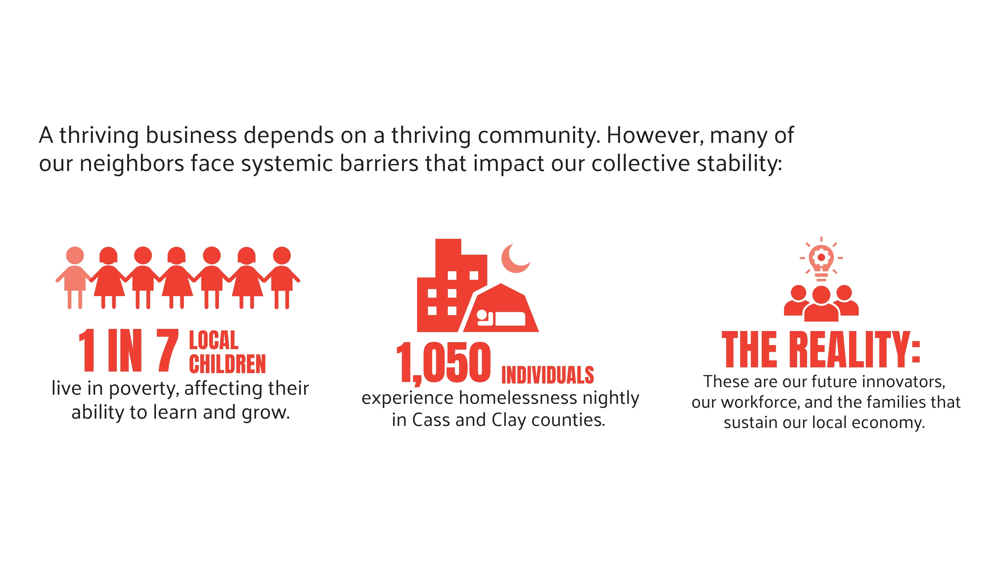 A thriving business depends on a thriving community. However, many of
our neighbors face systemic barriers that impact our collective stability:
1 IN 7 LOCAL CHILDREN
live in poverty, affecting their
ability to learn and grow.
1,050 INDIVIDUALS
experience homelessness nightly
in Cass and Clay counties.
THE REALITY:
These are our future innovators,
our workforce, and the families that
sustain our local economy.